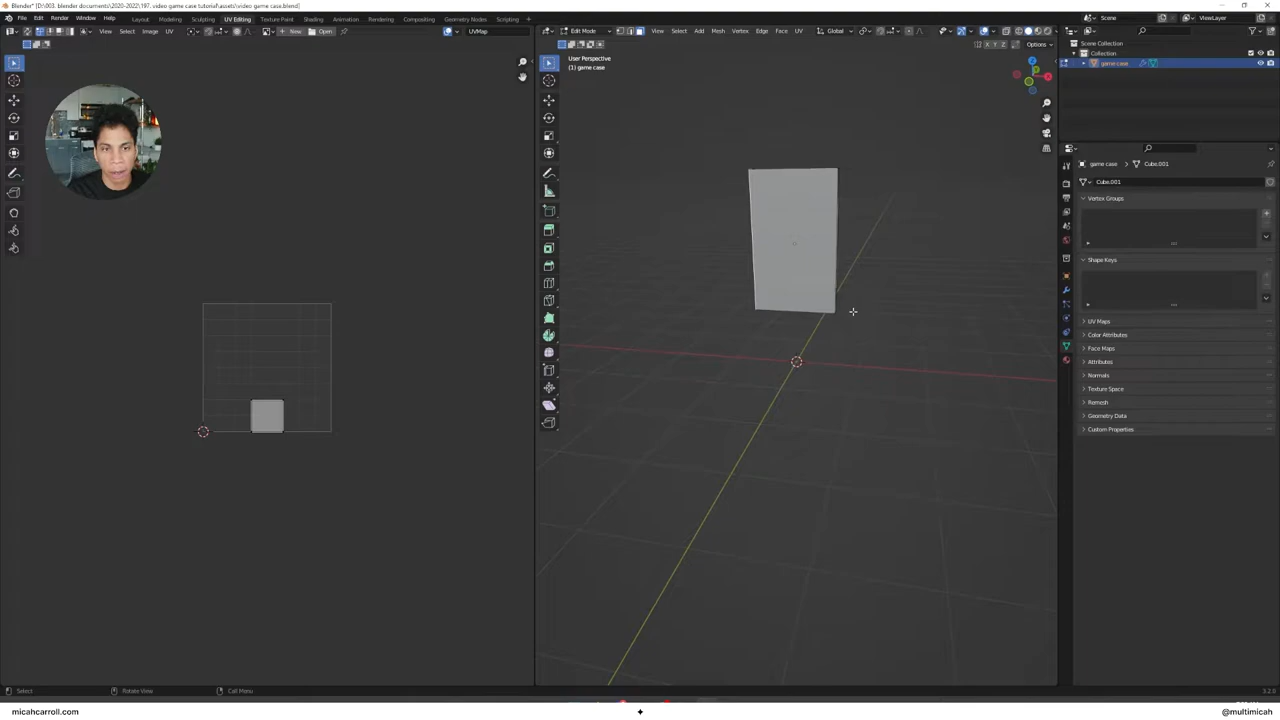 Blender* [D:\003. blender documents\2020-2022\197. video game case tutorial\assets\video game case.blend]
File Edit Render Window Help Layout Modeling Sculpting UV Editing Texture Paint Shading Animation Rendering Compositing Geometry Nodes Scripting Scene ViewLayer
View Select Image UV New Open UVMap Edit Mode View Select Add Mesh Vertex Edge Face UV Global
X Y Z Options
Scene Collection
Collection
game case
User Perspective
(1) game case
game case Cube.001
Cube.001
Vertex Groups
Shape Keys
UV Maps
Color Attributes
Face Maps
Attributes
Normals
Texture Space
Remesh
Geometry Data
Custom Properties
Select Rotate View Call Menu 3.2.0
micahcarroll.com @multimicah